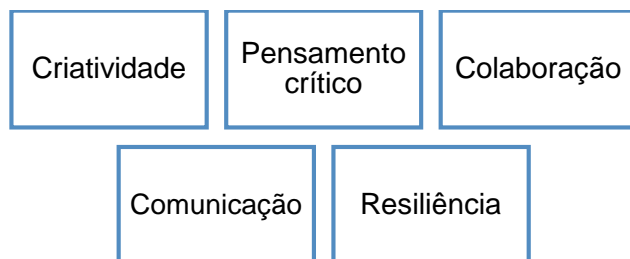 Criatividade
Pensamento
crítico
Colaboração
Comunicação
Resiliência